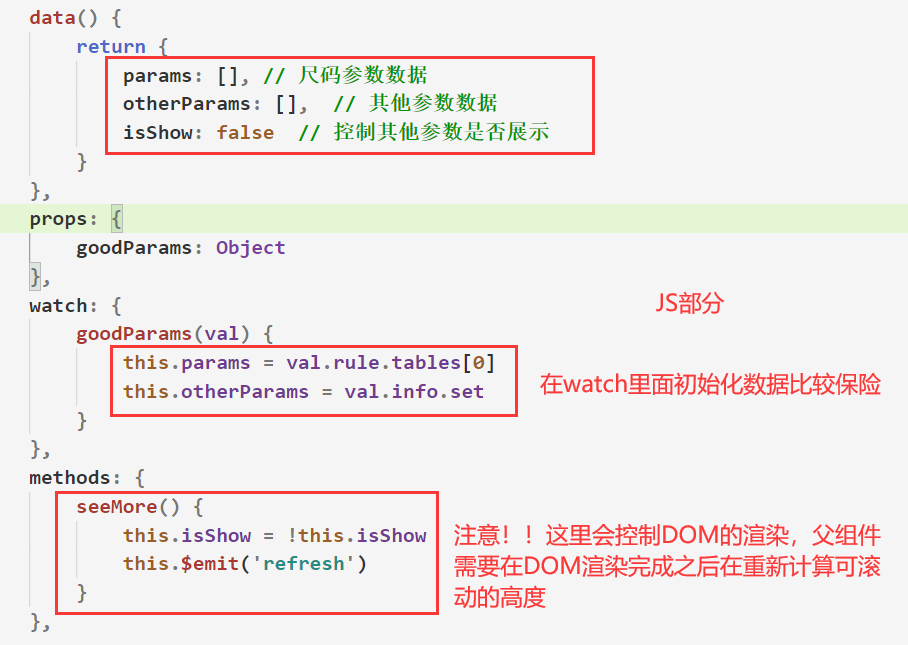 data() {
return {
params: [], // 尺码参数数据
otherParams: [], // 其他参数数据
isShow: false // 控制其他参数是否展示
}
},
props: {
goodParams: Object
},
watch: {
JS部分
goodParams(val) {
this.params = val.rule.tables[0]
this.otherParams = val.info.set
在watch里面初始化数据比较保险
}
},
methods: {
seeMore() {
this.isShow = !this.isShow
this.$emit('refresh')
}
},
注意！！这里会控制DOM的渲染，父组件
需要在DOM渲染完成之后在重新计算可滚
动的高度